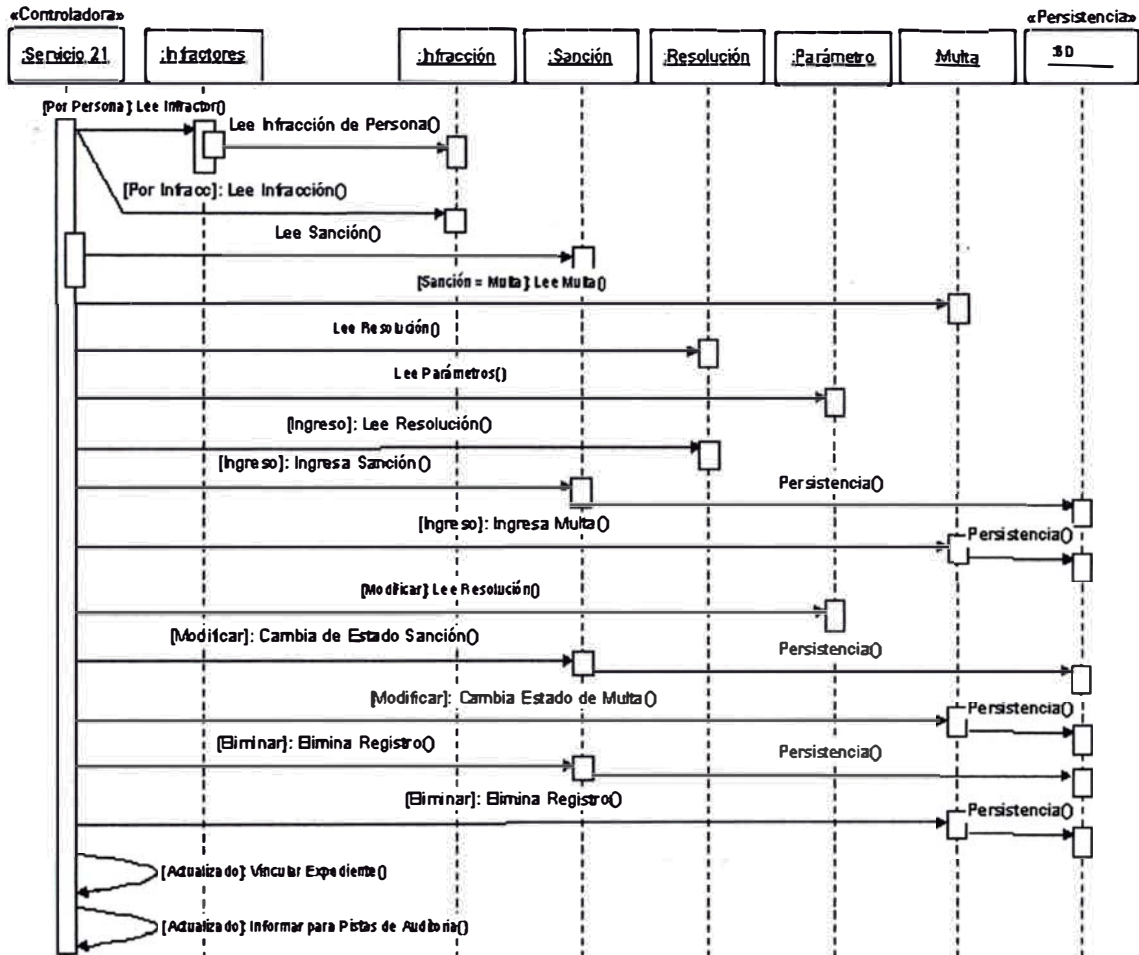 «Controladora»
«Persistencia»
:Servicio 21
:Infractores
:Infracción
:Sanción
:Resolución
:Parámetro
Multa
:BD
[Por Persona]: Lee Infractor()
Lee Infracción de Persona()
[Por Infracc]: Lee Infracción()
Lee Sanción()
[Sanción = Multa]: Lee Multa()
Lee Resolución()
Lee Parámetros()
[Ingreso]: Lee Resolución()
[Ingreso]: Ingresa Sanción()
Persistencia()
[Ingreso]: Ingresa Multa()
Persistencia()
[Modificar]: Lee Resolución()
[Modificar]: Cambia de Estado Sanción()
Persistencia()
[Modificar]: Cambia Estado de Multa()
Persistencia()
[Eliminar]: Elimina Registro()
Persistencia()
[Eliminar]: Elimina Registro()
Persistencia()
[Actualizado]: Vincular Expediente()
[Actualizado]: Informar para Pistas de Auditoria()